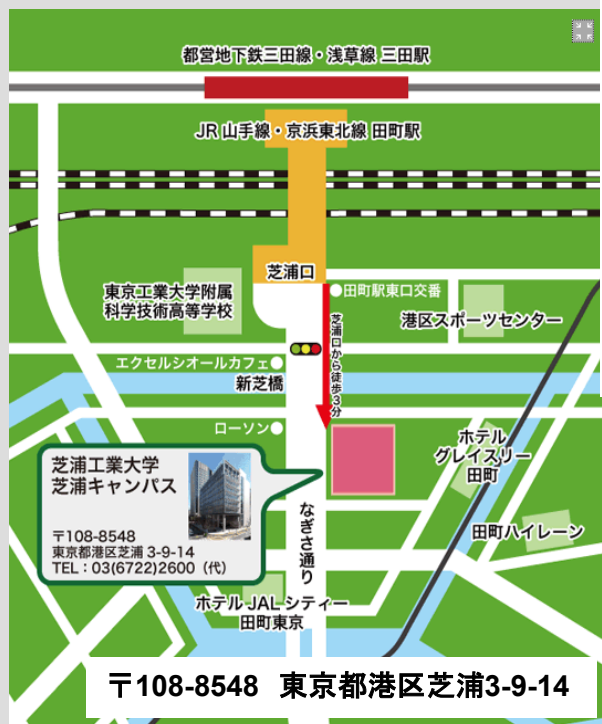 都営地下鉄三田線・浅草線 三田駅
JR 山手線・京浜東北線 田町駅
芝浦口
田町駅東口交番
東京工業大学附属
科学技術高等学校
港区スポーツセンター
芝浦口から徒歩3分
エクセルシオールカフェ
新芝橋
ローソン
ホテル
グレイスリー
田町
芝浦工業大学
芝浦キャンパス
〒108-8548
東京都港区芝浦 3-9-14
TEL：03(6722)2600（代）
なぎさ通り
田町ハイレーン
ホテル JAL シティー
田町東京
〒108-8548 東京都港区芝浦3-9-14